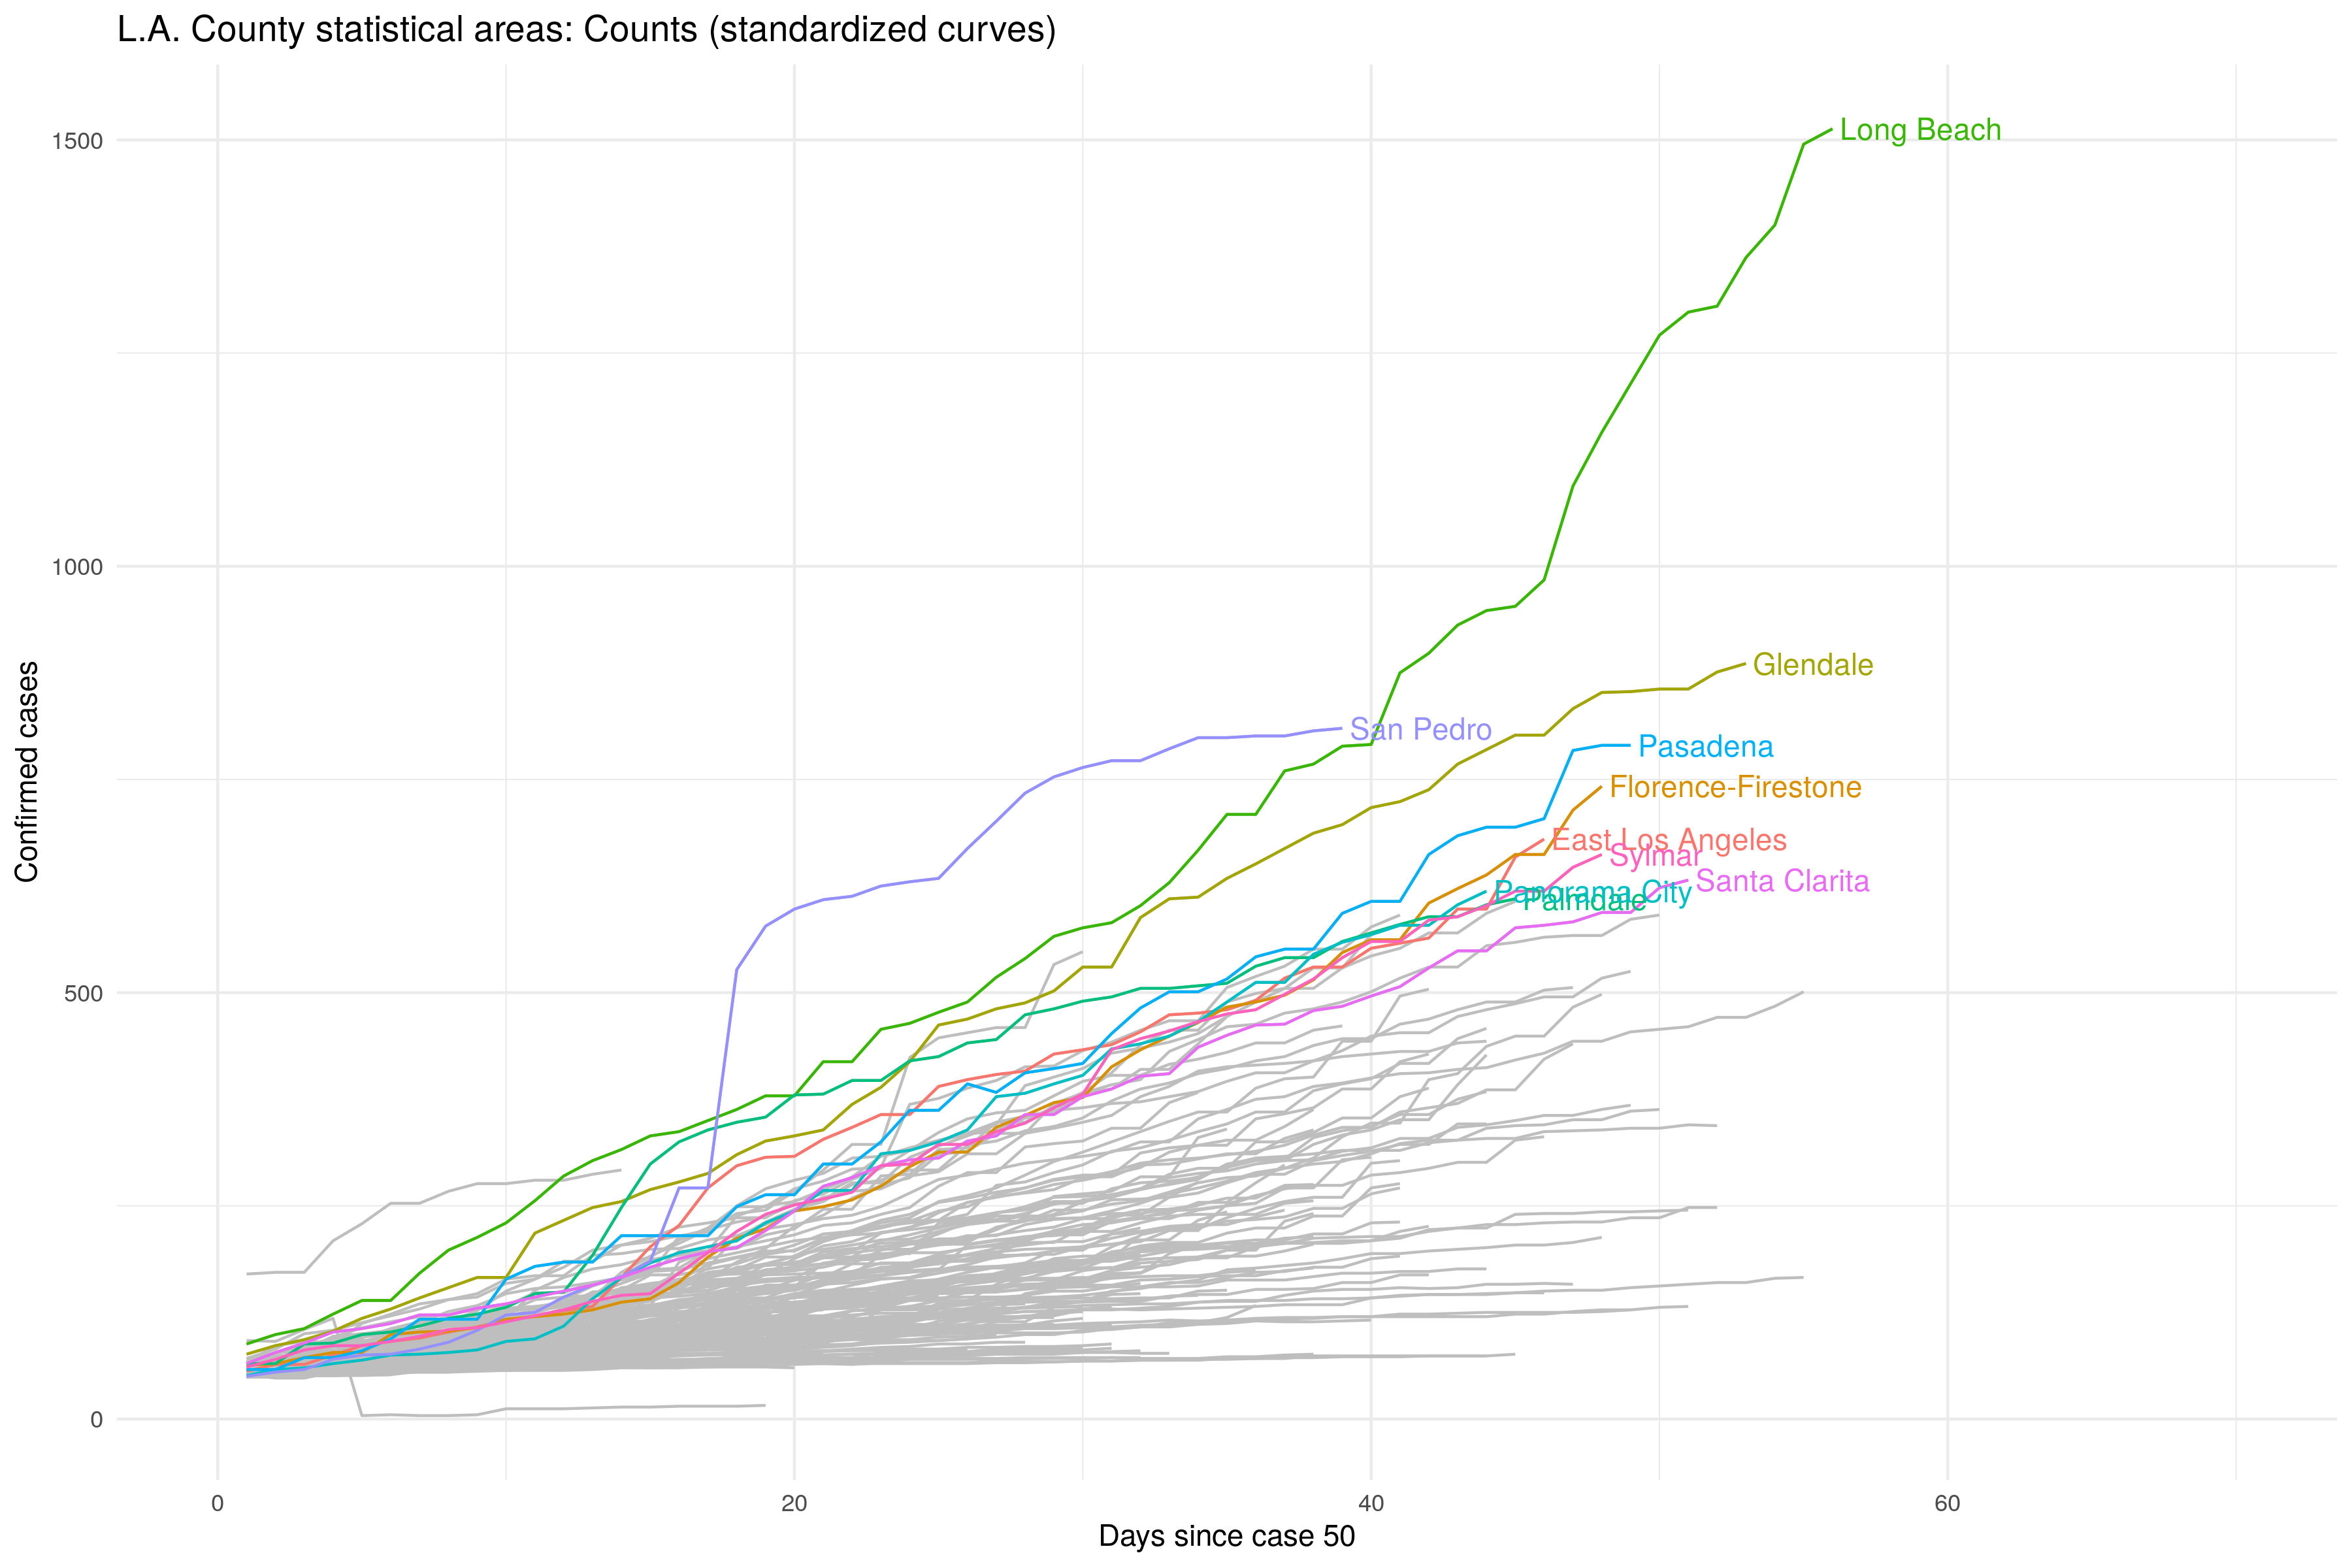 L.A. County statistical areas: Counts (standardized curves)
1500
1000
500
0
Confirmed cases
Long Beach
Glendale
San Pedro
Pasadena
Florence-Firestone
East Los Angeles
Sylmar
Santa Clarita
Panorama City
Palmdale
0
20
40
60
Days since case 50